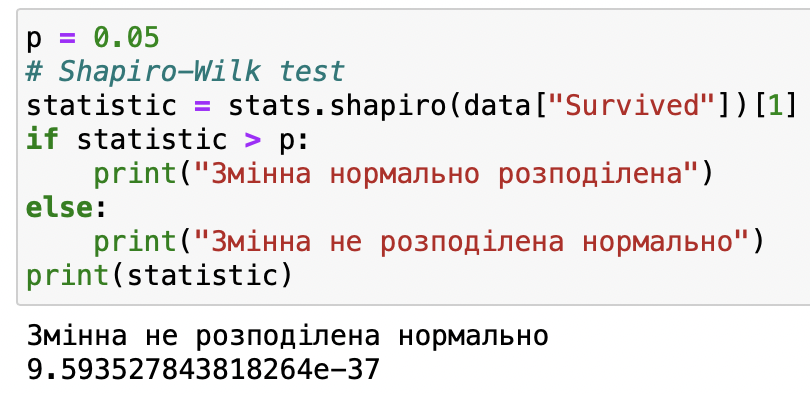 p = 0.05
# Shapiro-Wilk test
statistic = stats.shapiro(data["Survived"])[1]
if statistic > p:
    print("Змінна нормально розподілена")
else:
    print("Змінна не розподілена нормально")
print(statistic)
Змінна не розподілена нормально
9.593527843818264e-37